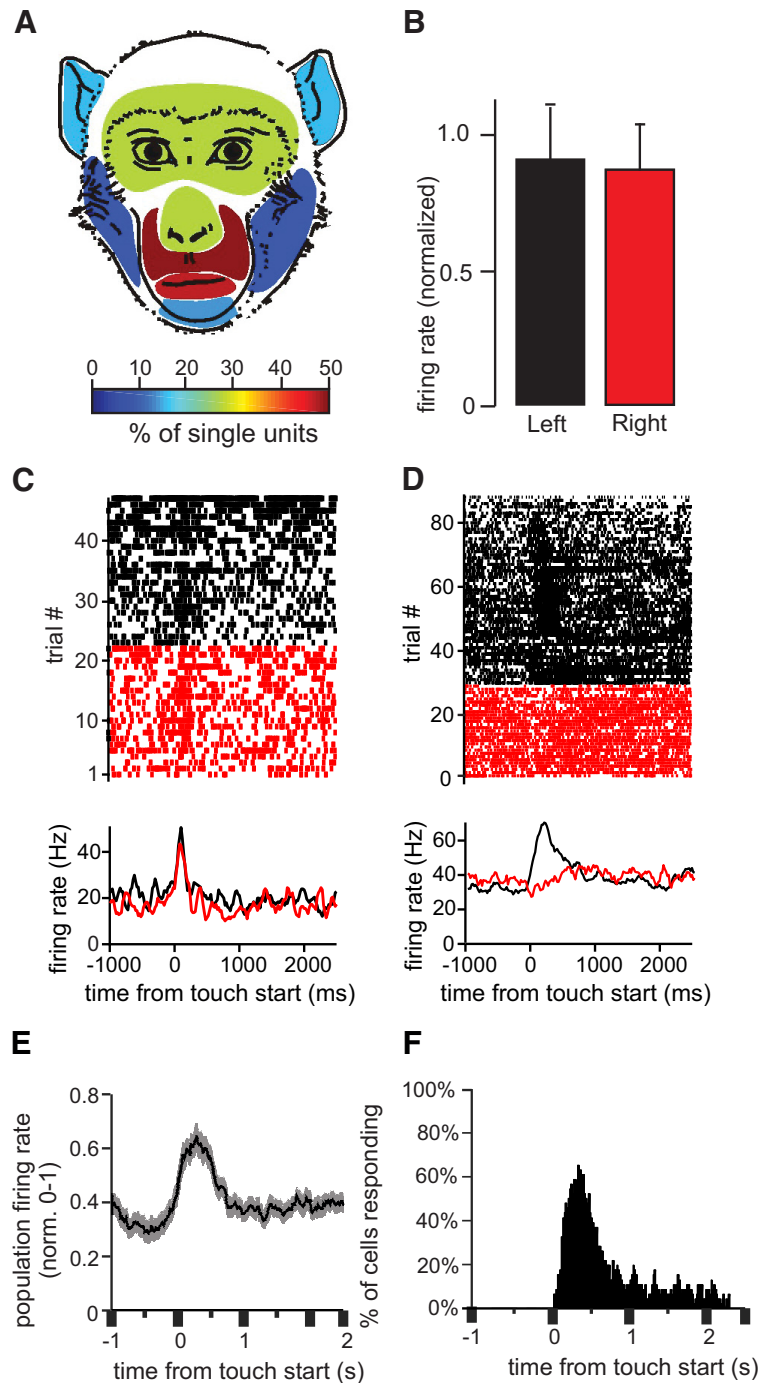 A
0 10 20 30 40 50
% of single units
B
firing rate (normalized)
1.0
0.5
0
Left Right
C
trial #
40
30
20
10
1
firing rate (Hz)
40
20
0
-1000 0 1000 2000
time from touch start (ms)
D
trial #
80
60
40
20
0
firing rate (Hz)
60
40
20
0
-1000 0 1000 2000
time from touch start (ms)
E
population firing rate
(norm. 0-1)
0.8
0.6
0.4
0.2
0
-1 0 1 2
time from touch start (s)
F
% of cells responding
100%
80%
60%
40%
20%
0%
-1 0 1 2
time from touch start (s)